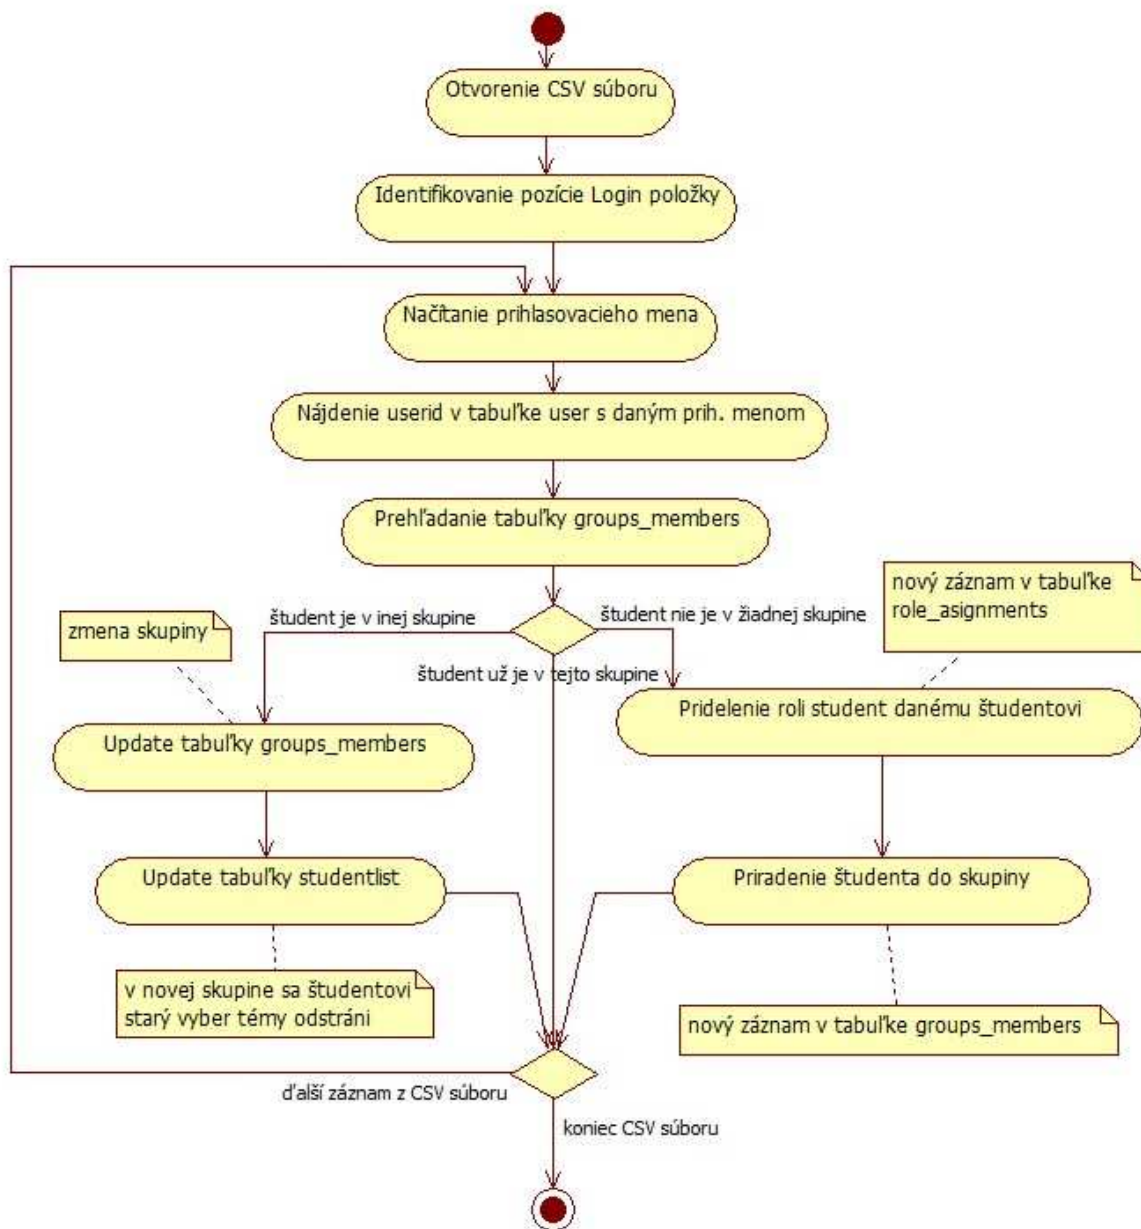 Otvorenie CSV súboru
Identifikovanie pozície Login položky
Načítanie prihlasovacieho mena
Nájdenie userid v tabuľke user s daným prih. menom
Prehľadanie tabuľky groups_members
nový záznam v tabuľke
role_asignments
zmena skupiny
študent je v inej skupine
študent nie je v žiadnej skupine
študent už je v tejto skupine
Update tabuľky groups_members
Pridelenie roli student danému študentovi
Update tabuľky studentlist
Priradenie študenta do skupiny
v novej skupine sa študentovi
starý vyber témy odstráni
nový záznam v tabuľke groups_members
ďalší záznam z CSV súboru
koniec CSV súboru